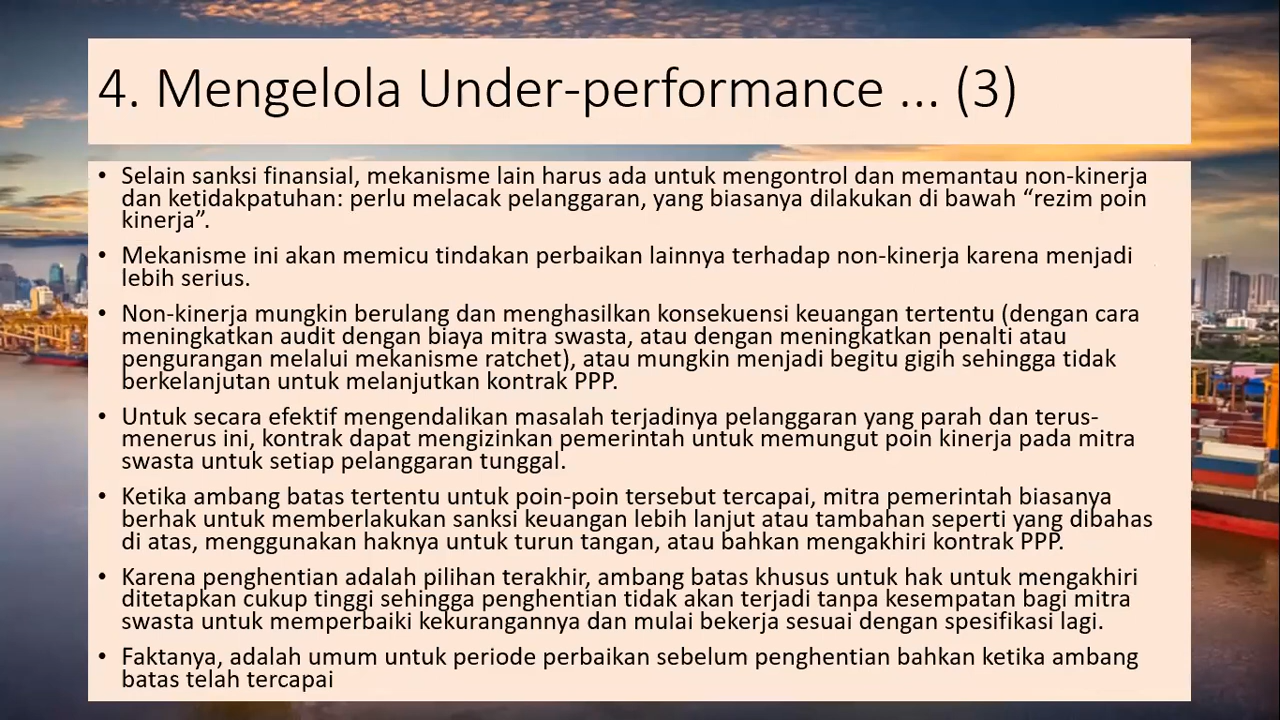 4. Mengelola Under-performance ... (3)
• Selain sanksi finansial, mekanisme lain harus ada untuk mengontrol dan memantau non-kinerja
dan ketidakpatuhan: perlu melacak pelanggaran, yang biasanya dilakukan di bawah “rezim poin
kinerja”.
• Mekanisme ini akan memicu tindakan perbaikan lainnya terhadap non-kinerja karena menjadi
lebih serius.
• Non-kinerja mungkin berulang dan menghasilkan konsekuensi keuangan tertentu (dengan cara
meningkatkan audit dengan biaya mitra swasta, atau dengan meningkatkan penalti atau
pengurangan melalui mekanisme ratchet), atau mungkin menjadi begitu gigih sehingga tidak
berkelanjutan untuk melanjutkan kontrak PPP.
• Untuk secara efektif mengendalikan masalah terjadinya pelanggaran yang parah dan terus-
menerus ini, kontrak dapat mengizinkan pemerintah untuk memungut poin kinerja pada mitra
swasta untuk setiap pelanggaran tunggal.
• Ketika ambang batas tertentu untuk poin-poin tersebut tercapai, mitra pemerintah biasanya
berhak untuk memberlakukan sanksi keuangan lebih lanjut atau tambahan seperti yang dibahas
di atas, menggunakan haknya untuk turun tangan, atau bahkan mengakhiri kontrak PPP.
• Karena penghentian adalah pilihan terakhir, ambang batas khusus untuk hak untuk mengakhiri
ditetapkan cukup tinggi sehingga penghentian tidak akan terjadi tanpa kesempatan bagi mitra
swasta untuk memperbaiki kekurangannya dan mulai bekerja sesuai dengan spesifikasi lagi.
• Faktanya, adalah umum untuk periode perbaikan sebelum penghentian bahkan ketika ambang
batas telah tercapai